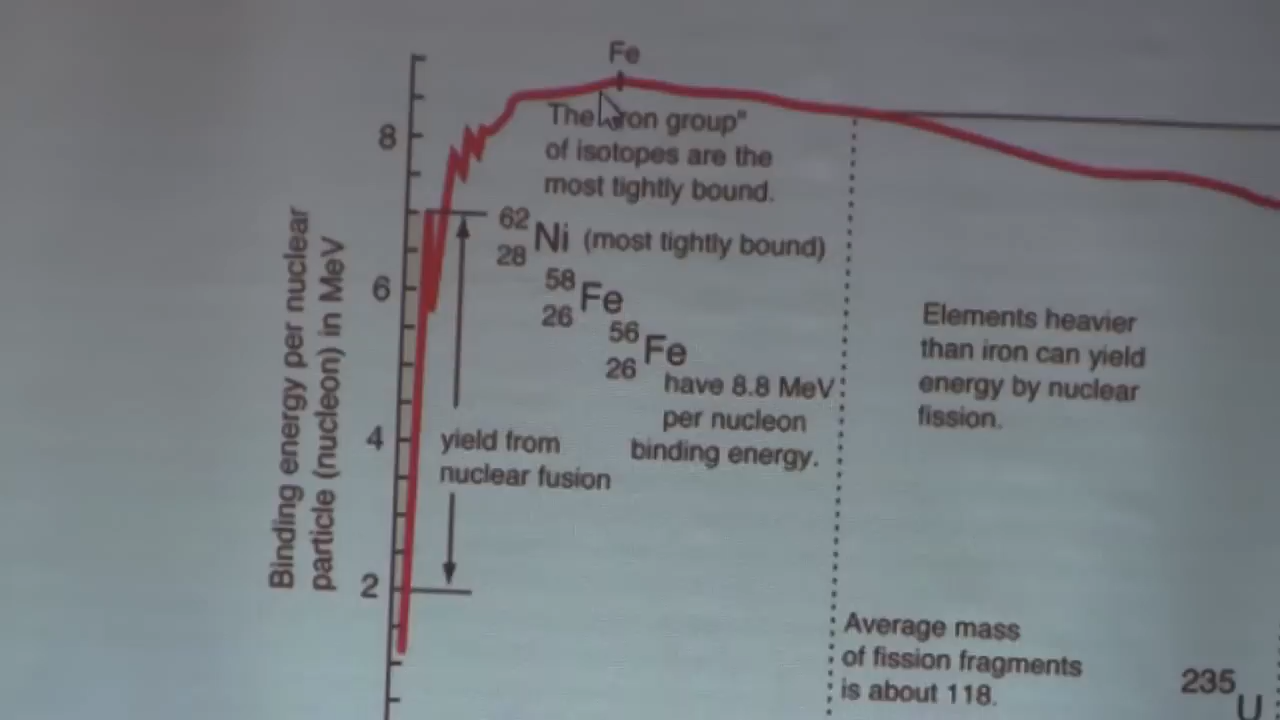 Fe
The "iron group"
of isotopes are the
most tightly bound.
62
28
Ni (most tightly bound)
58
26
Fe
56
26
Fe
have 8.8 MeV
per nucleon
binding energy.
8
6
4
2
Binding energy per nuclear
particle (nucleon) in MeV
yield from
nuclear fusion
Elements heavier
than iron can yield
energy by nuclear
fission.
Average mass
of fission fragments
is about 118.
235
U